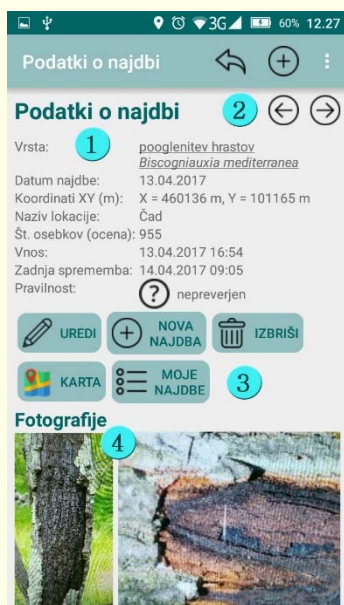 3G 60% 12.27
Podatki o najdbi
Podatki o najdbi 2
1
Vrsta: pooglenitev hrastov
Biscogniauxia mediterranea
Datum najdbe: 13.04.2017
Koordinati XY (m): X = 460136 m, Y = 101165 m
Naziv lokacije: Čad
Št. osebkov (ocena): 955
Vnos: 13.04.2017 16:54
Zadnja sprememba: 14.04.2017 09:05
Pravilnost: ? nepreverjen
UREDI
NOVA
NAJDBA
IZBRIŠI
KARTA
MOJE
NAJDBE
3
Fotografije
4